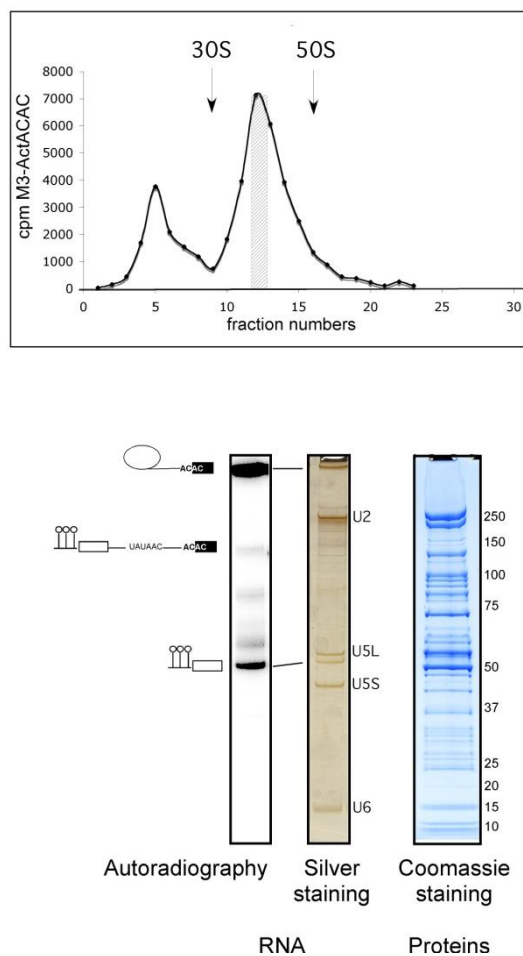 30S 50S
8000
7000
6000
5000
4000
3000
2000
1000
0
cpm M3-ActACAC
0 5 10 15 20 25 30
fraction numbers
ACAC
U2
250
UAUAAC ACAC
150
100
75
U5L
50
U5S
37
25
20
U6
15
10
Autoradiography Silver staining Coomassie staining
RNA Proteins